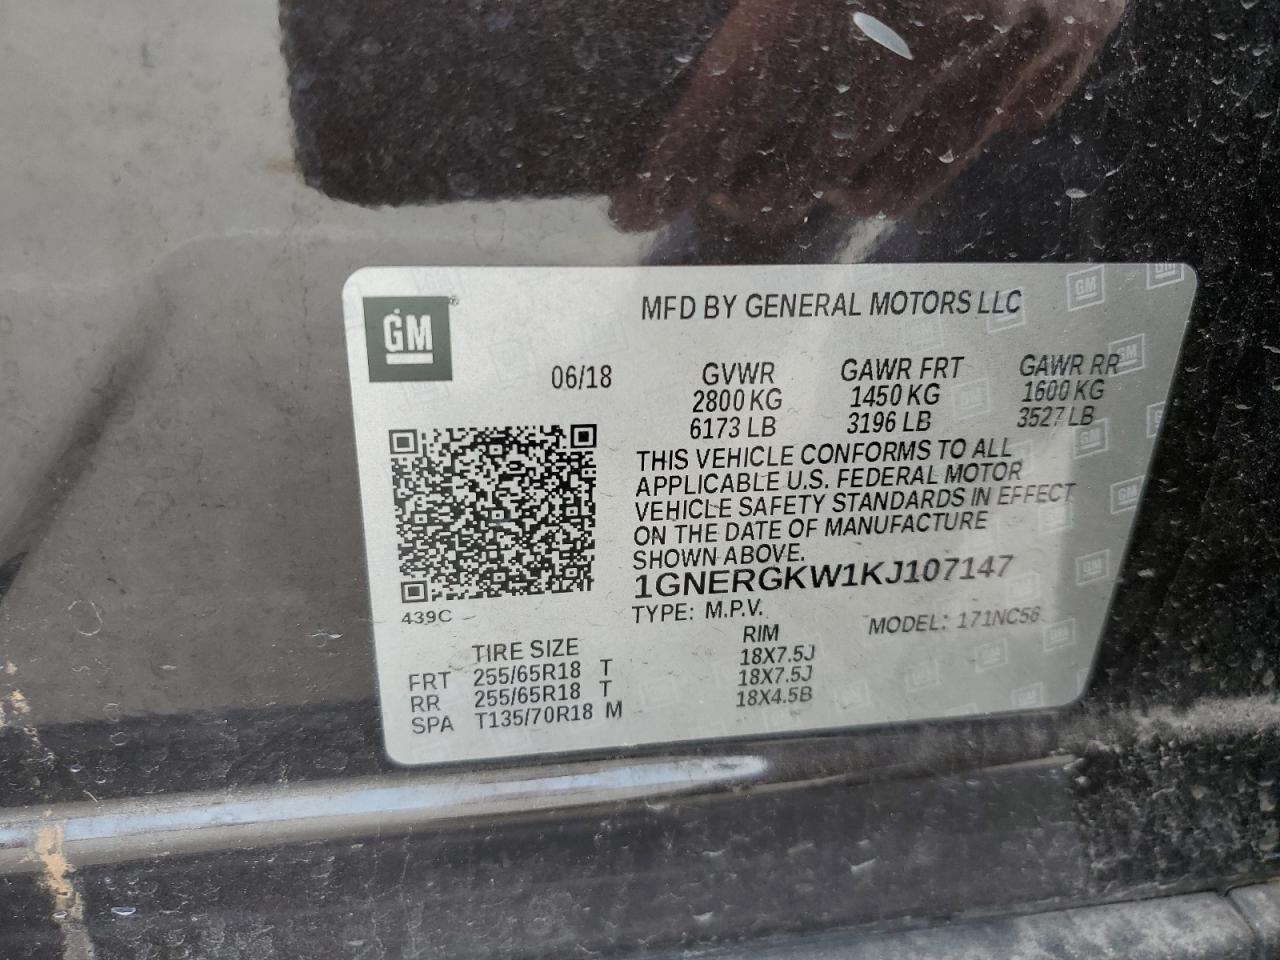 GM
MFD BY GENERAL MOTORS LLC
06/18
GVWR GAWR FRT GAWR RR
2800 KG 1450 KG 1600 KG
6173 LB 3196 LB 3527 LB
THIS VEHICLE CONFORMS TO ALL
APPLICABLE U.S. FEDERAL MOTOR
VEHICLE SAFETY STANDARDS IN EFFECT
ON THE DATE OF MANUFACTURE
SHOWN ABOVE.
1GNERGKW1KJ107147
439C
TYPE: M.P.V. MODEL: 171NC56
TIRE SIZE RIM
FRT 255/65R18 T 18X7.5J
RR 255/65R18 T 18X7.5J
SPA T135/70R18 M 18X4.5B